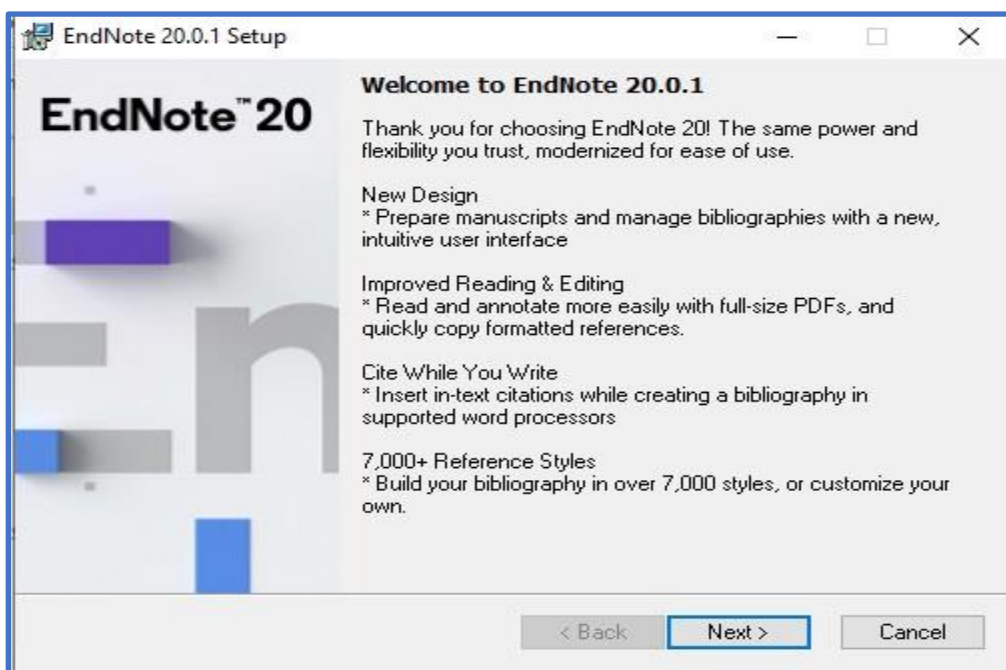 EndNote 20.0.1 Setup
EndNote™20
Welcome to EndNote 20.0.1
Thank you for choosing EndNote 20! The same power and
flexibility you trust, modernized for ease of use.
New Design
* Prepare manuscripts and manage bibliographies with a new,
intuitive user interface
Improved Reading & Editing
* Read and annotate more easily with full-size PDFs, and
quickly copy formatted references.
Cite While You Write
* Insert in-text citations while creating a bibliography in
supported word processors
7,000+ Reference Styles
* Build your bibliography in over 7,000 styles, or customize your
own.
En
< Back Next > Cancel